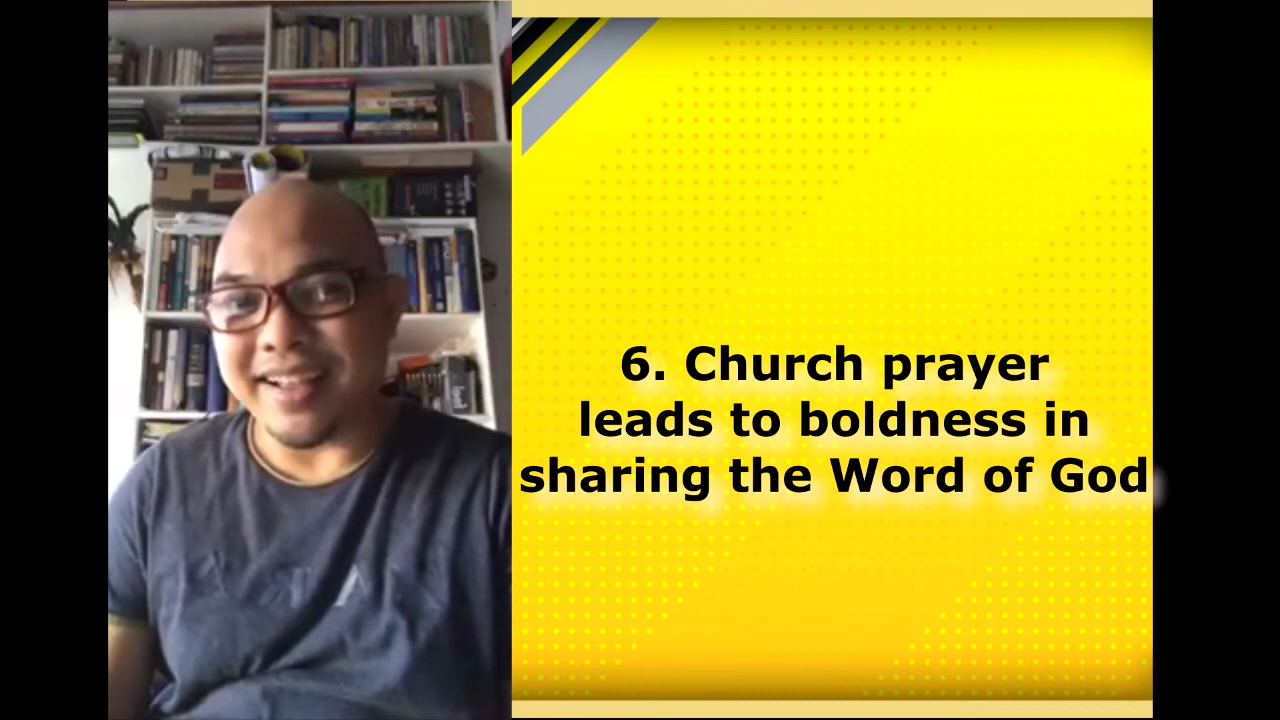 6. Church prayer
leads to boldness in
sharing the Word of God